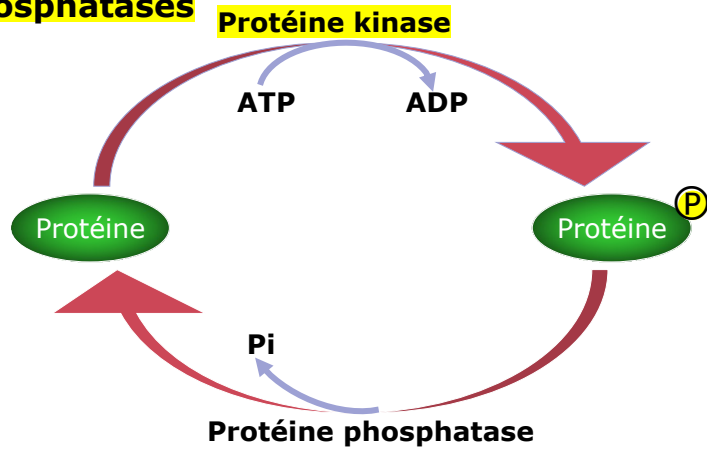 osphatases
Protéine kinase
ATP
ADP
Protéine
Protéine
P
Pi
Protéine phosphatase